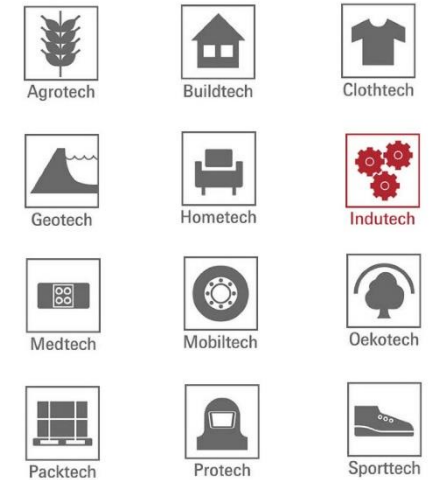 Agrotech
Buildtech
Clothtech
Geotech
Hometech
Indutech
Medtech
Mobiltech
Oekotech
Packtech
Protech
Sporttech